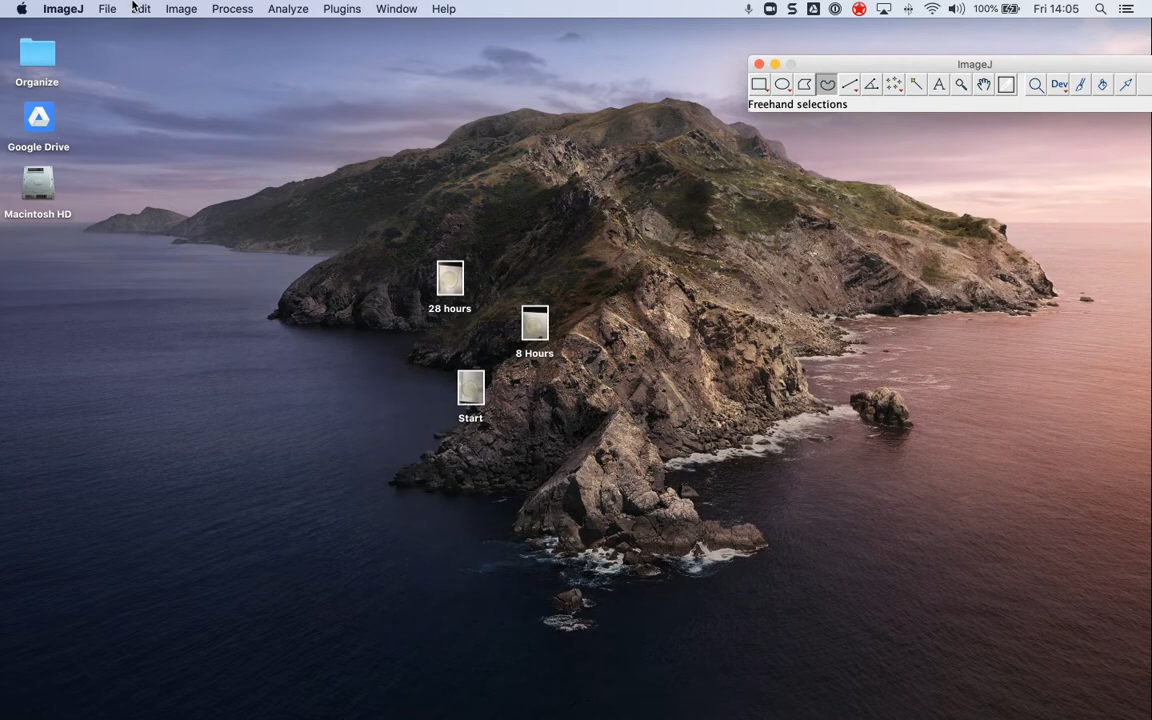 ImageJ File Edit Image Process Analyze Plugins Window Help 100% Fri 14:05
Organize
Google Drive
Macintosh HD
28 hours
8 Hours
Start
ImageJ
A Dev
Freehand selections